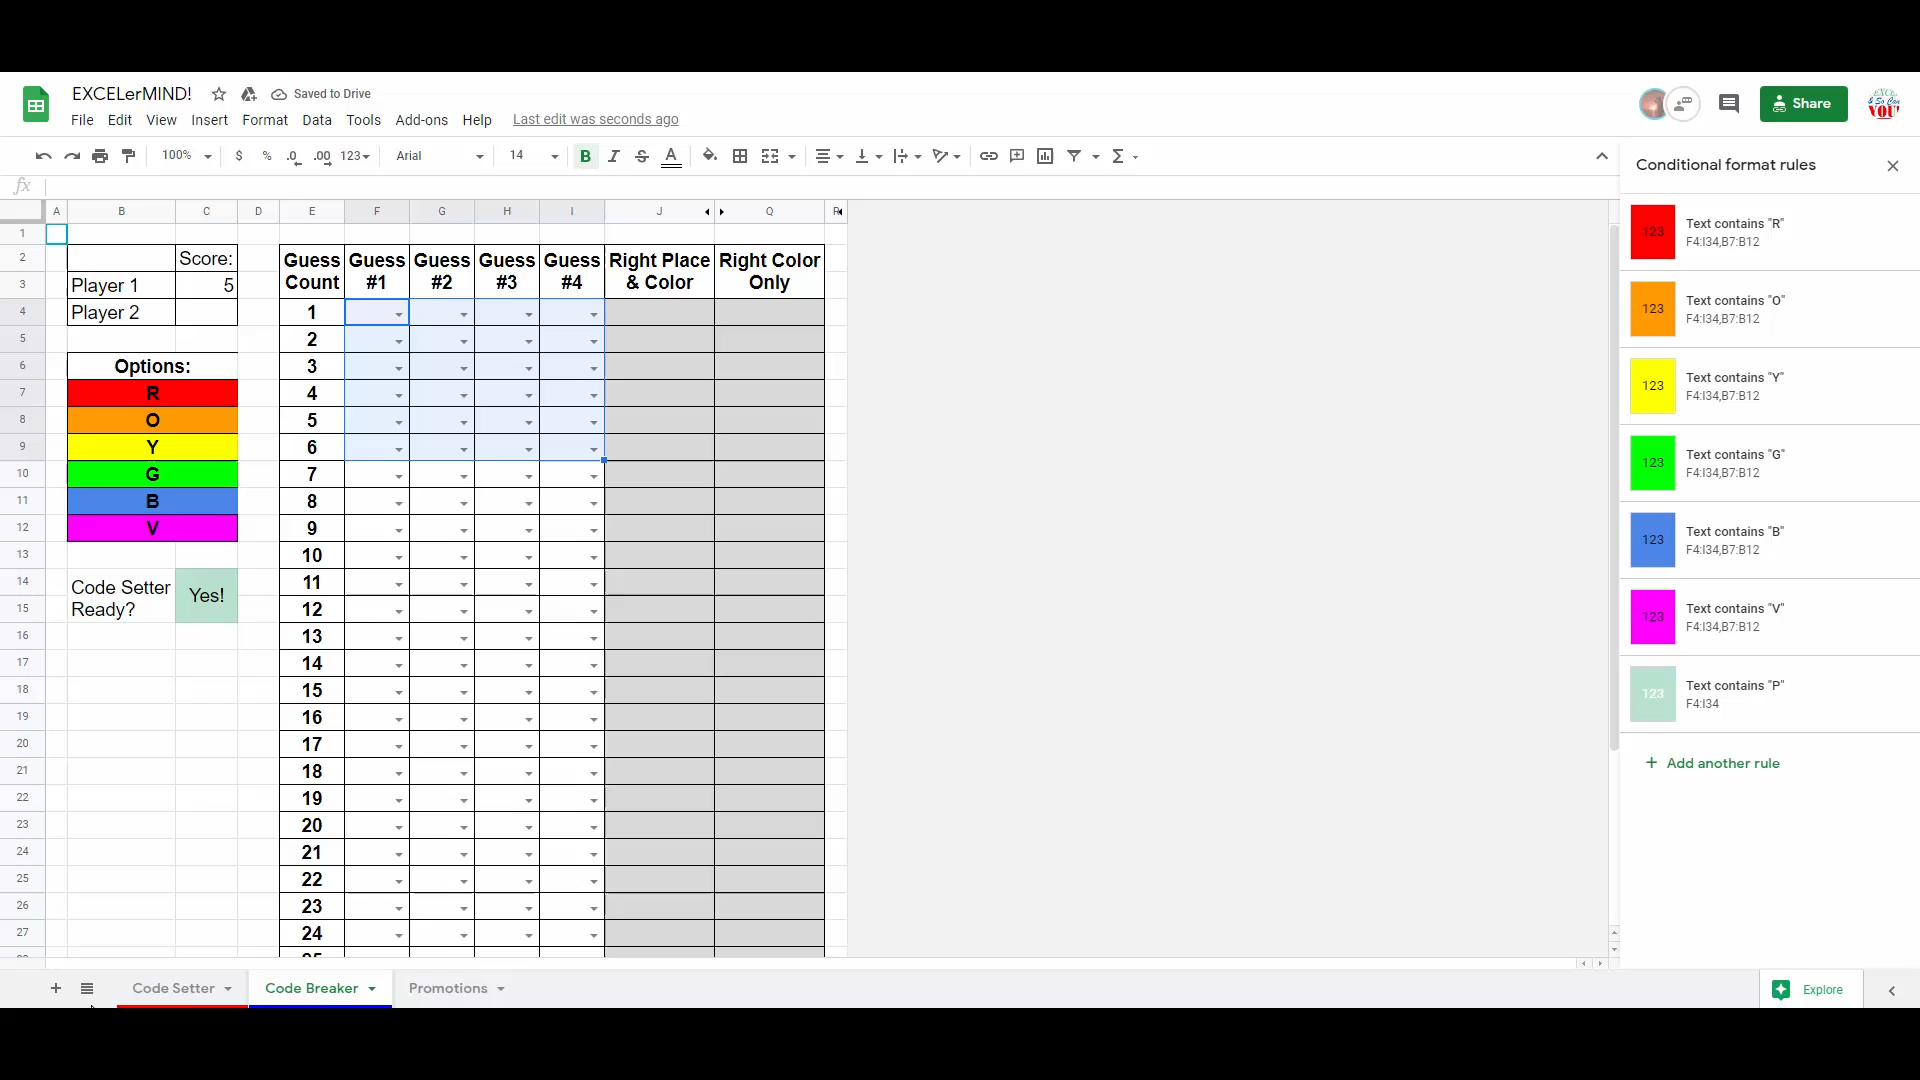 EXCELerMIND!
Saved to Drive
File Edit View Insert Format Data Tools Add-ons Help Last edit was seconds ago
Share
EXCEL & So Can YOU
100% $ % .0 .00 123 Arial 14 B I S A Σ
fx
Conditional format rules
A B C D E F G H I J Q R
1
2 Score: Guess Count Guess #1 Guess #2 Guess #3 Guess #4 Right Place & Color Right Color Only
3 Player 1 5
4 Player 2 1
5 2
6 Options: 3
7 R 4
8 O 5
9 Y 6
10 G 7
11 B 8
12 V 9
13 10
14 Code Setter Ready? Yes! 11
15 12
16 13
17 14
18 15
19 16
20 17
21 18
22 19
23 20
24 21
25 22
26 23
27 24
123 Text contains "R"
F4:I34,B7:B12
123 Text contains "O"
F4:I34,B7:B12
123 Text contains "Y"
F4:I34,B7:B12
123 Text contains "G"
F4:I34,B7:B12
123 Text contains "B"
F4:I34,B7:B12
123 Text contains "V"
F4:I34,B7:B12
123 Text contains "P"
F4:I34
+ Add another rule
+ Code Setter Code Breaker Promotions
Explore